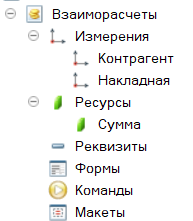 Взаиморасчеты
Измерения
Контрагент
Накладная
Ресурсы
Сумма
Реквизиты
Формы
Команды
Макеты